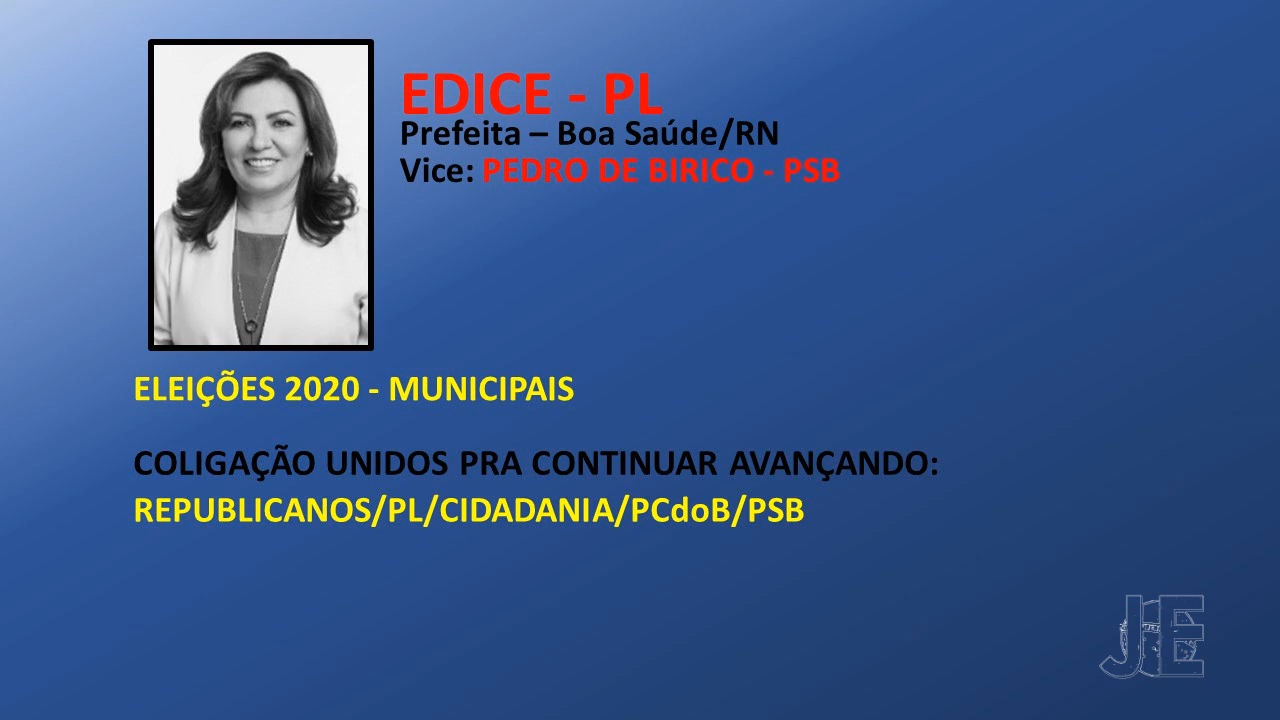 EDICE - PL
Prefeita – Boa Saúde/RN
Vice: PEDRO DE BIRICO - PSB
ELEIÇÕES 2020 - MUNICIPAIS
COLIGAÇÃO UNIDOS PRA CONTINUAR AVANÇANDO:
REPUBLICANOS/PL/CIDADANIA/PCdoB/PSB
JE